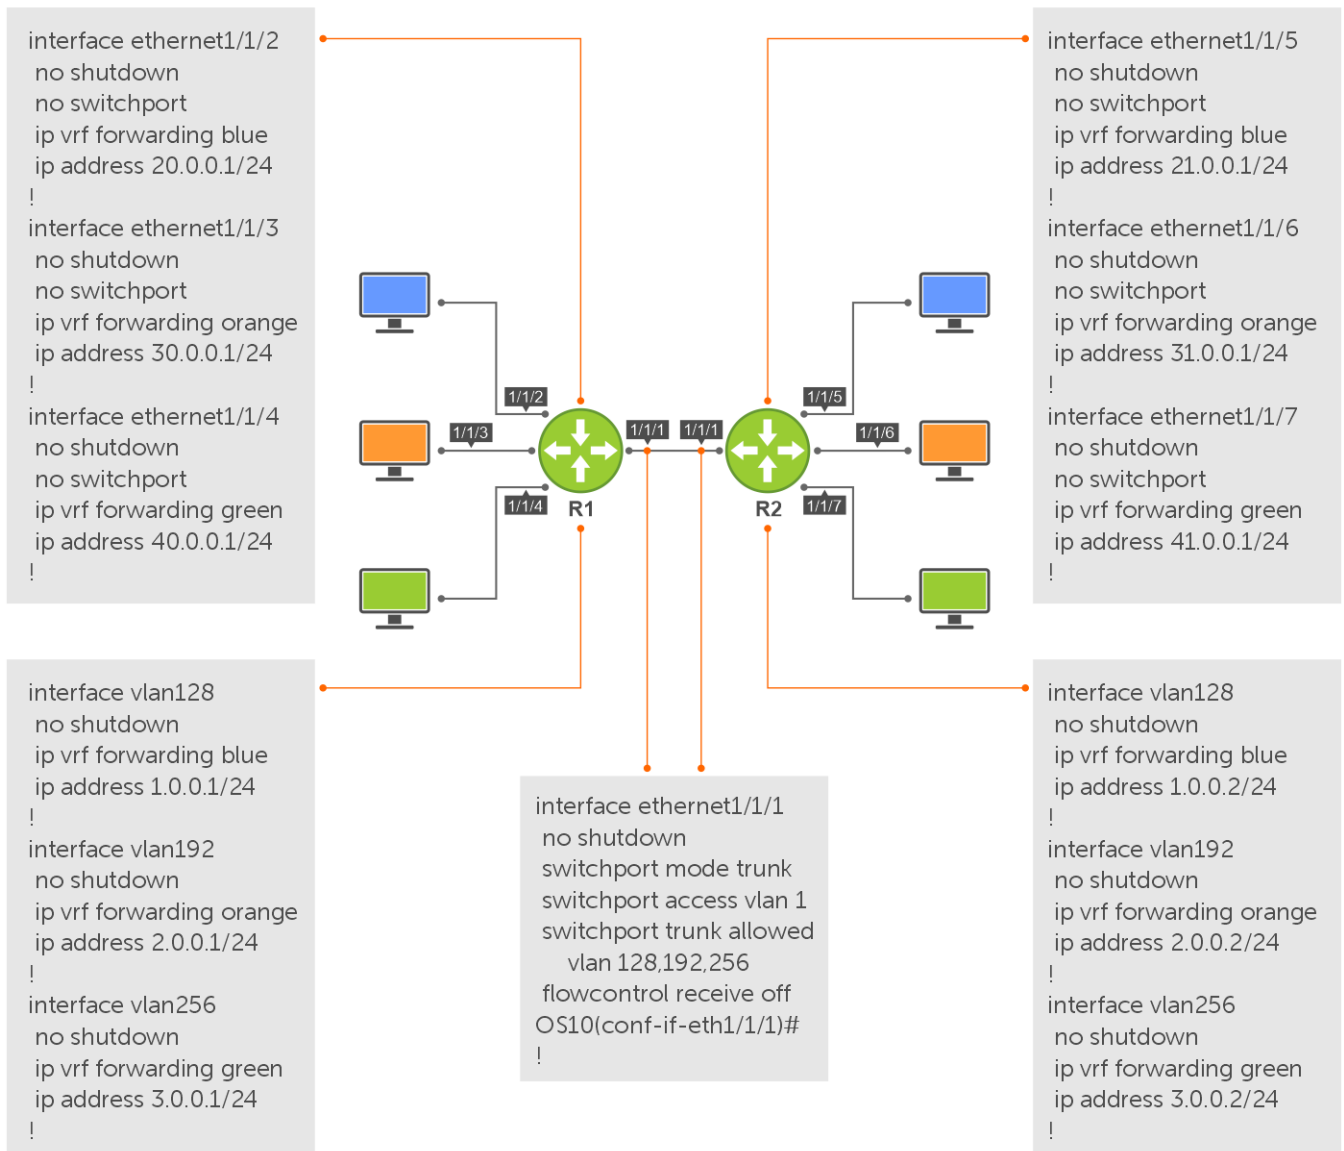 interface ethernet1/1/2
no shutdown
no switchport
ip vrf forwarding blue
ip address 20.0.0.1/24
!
interface ethernet1/1/3
no shutdown
no switchport
ip vrf forwarding orange
ip address 30.0.0.1/24
!
interface ethernet1/1/4
no shutdown
no switchport
ip vrf forwarding green
ip address 40.0.0.1/24
!
interface ethernet1/1/5
no shutdown
no switchport
ip vrf forwarding blue
ip address 21.0.0.1/24
!
interface ethernet1/1/6
no shutdown
no switchport
ip vrf forwarding orange
ip address 31.0.0.1/24
!
interface ethernet1/1/7
no shutdown
no switchport
ip vrf forwarding green
ip address 41.0.0.1/24
!
1/1/2
1/1/3
1/1/4
R1
1/1/1
1/1/1
R2
1/1/5
1/1/6
1/1/7
interface vlan128
no shutdown
ip vrf forwarding blue
ip address 1.0.0.1/24
!
interface vlan192
no shutdown
ip vrf forwarding orange
ip address 2.0.0.1/24
!
interface vlan256
no shutdown
ip vrf forwarding green
ip address 3.0.0.1/24
!
interface ethernet1/1/1
no shutdown
switchport mode trunk
switchport access vlan 1
switchport trunk allowed
vlan 128,192,256
flowcontrol receive off
OS10(conf-if-eth1/1/1)#
!
interface vlan128
no shutdown
ip vrf forwarding blue
ip address 1.0.0.2/24
!
interface vlan192
no shutdown
ip vrf forwarding orange
ip address 2.0.0.2/24
!
interface vlan256
no shutdown
ip vrf forwarding green
ip address 3.0.0.2/24
!